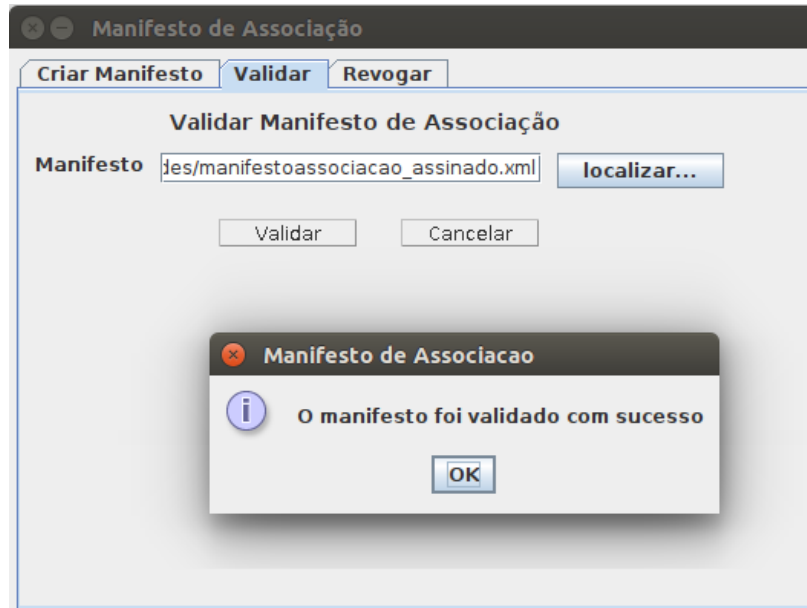 Manifesto de Associação
Criar Manifesto Validar Revogar
Validar Manifesto de Associação
Manifesto des/manifestoassociacao_assinado.xml localizar...
Validar Cancelar
Manifesto de Associacao
i O manifesto foi validado com sucesso
OK